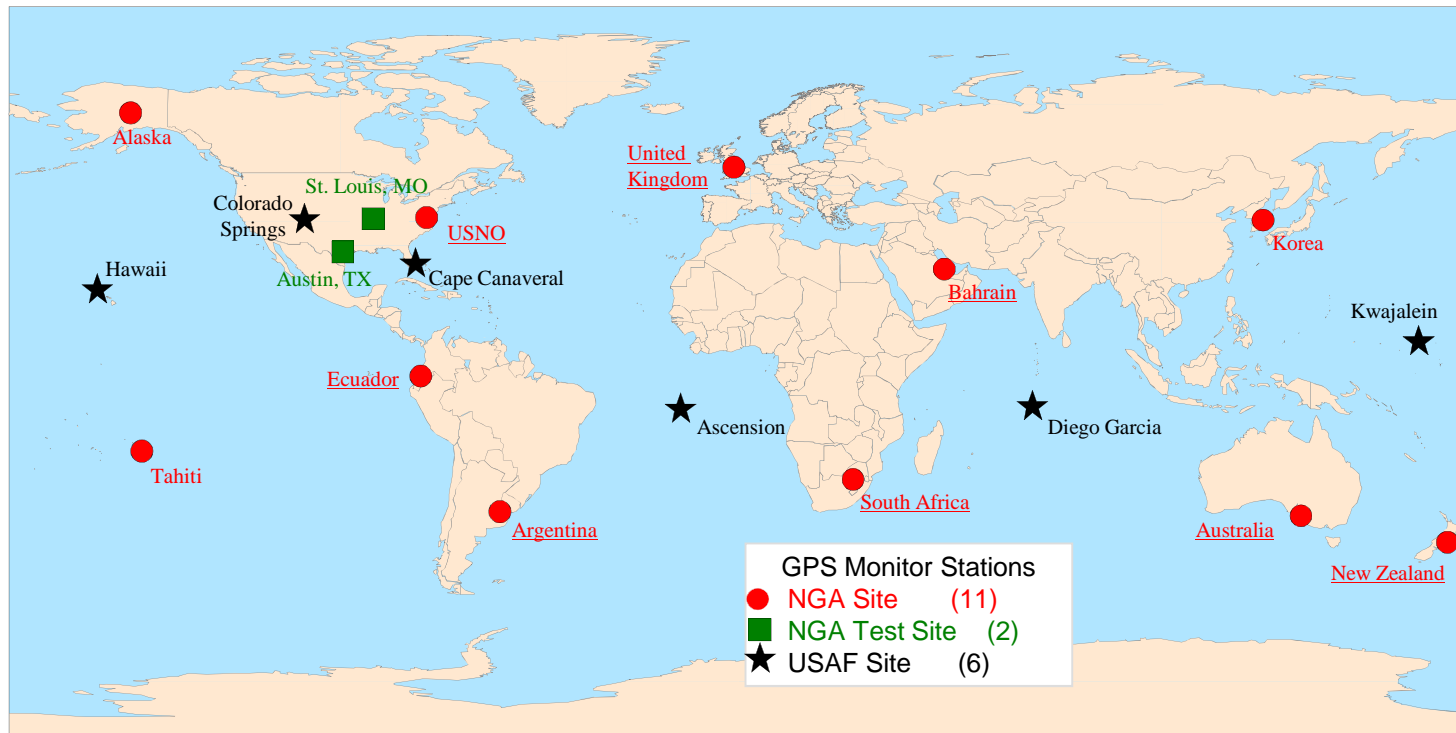 Alaska
United
Kingdom
St. Louis, MO
Colorado
Springs
USNO
Korea
Hawaii
Austin, TX
Cape Canaveral
Bahrain
Kwajalein
Ecuador
Ascension
Diego Garcia
Tahiti
South Africa
Argentina
Australia
New Zealand
GPS Monitor Stations
NGA Site (11)
NGA Test Site (2)
USAF Site (6)